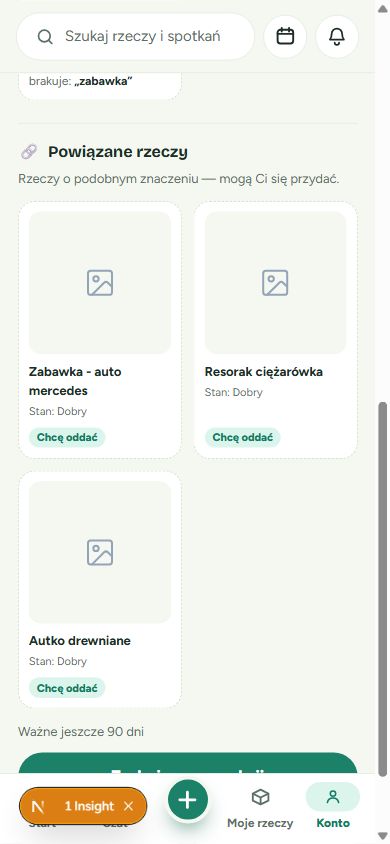 Szukaj rzeczy i spotkań
brakuje: „zabawka”
Powiązane rzeczy
Rzeczy o podobnym znaczeniu — mogą Ci się przydać.
Zabawka - auto
mercedes
Stan: Dobry
Chcę oddać
Resorak ciężarówka
Stan: Dobry
Chcę oddać
Autko drewniane
Stan: Dobry
Chcę oddać
Ważne jeszcze 90 dni
N 1 Insight
Moje rzeczy
Konto